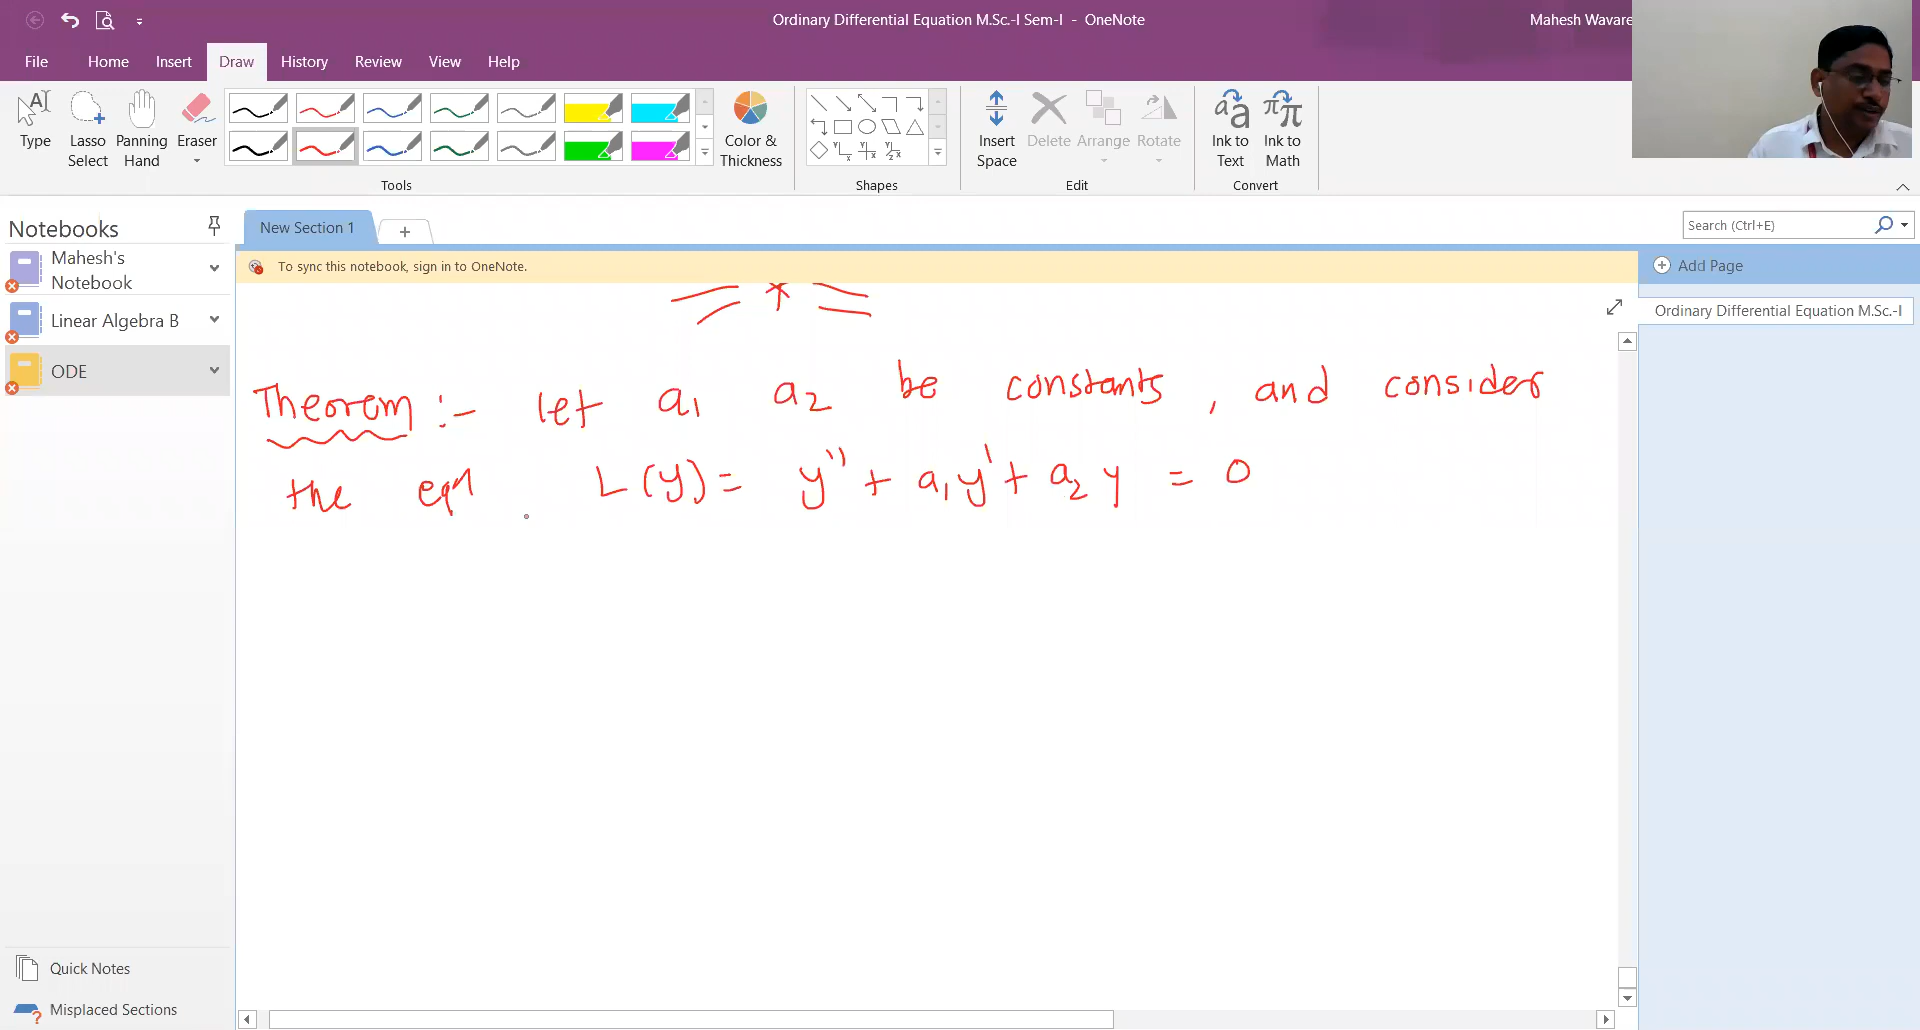 Ordinary Differential Equation M.Sc.-I Sem-I - OneNote
Mahesh Wavare
File Home Insert Draw History Review View Help
Type
Lasso Select
Panning Hand
Eraser
Color & Thickness
Insert Space
Delete
Arrange
Rotate
Ink to Text
Ink to Math
Tools
Shapes
Edit
Convert
Notebooks
New Section 1
Search (Ctrl+E)
Mahesh's Notebook
Linear Algebra B
ODE
To sync this notebook, sign in to OneNote.
Add Page
Ordinary Differential Equation M.Sc.-I
Theorem :- let a₁ a₂ be constants , and consider
the eqn L(y) = y'' + a₁y' + a₂ y = 0
Quick Notes
Misplaced Sections